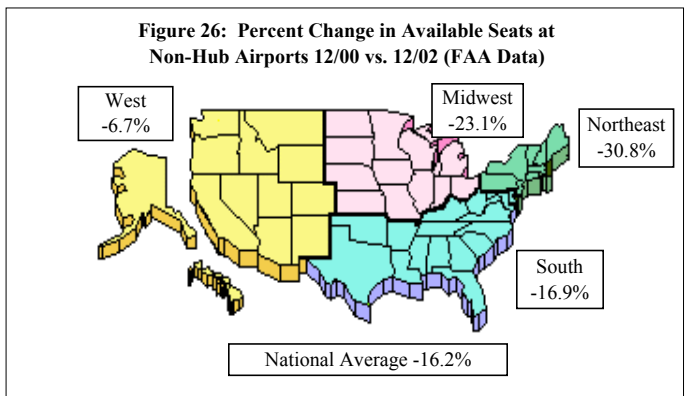 Figure 26:  Percent Change in Available Seats at
Non-Hub Airports 12/00 vs. 12/02 (FAA Data)
West
-6.7%
Midwest
-23.1%
Northeast
-30.8%
South
-16.9%
National Average -16.2%